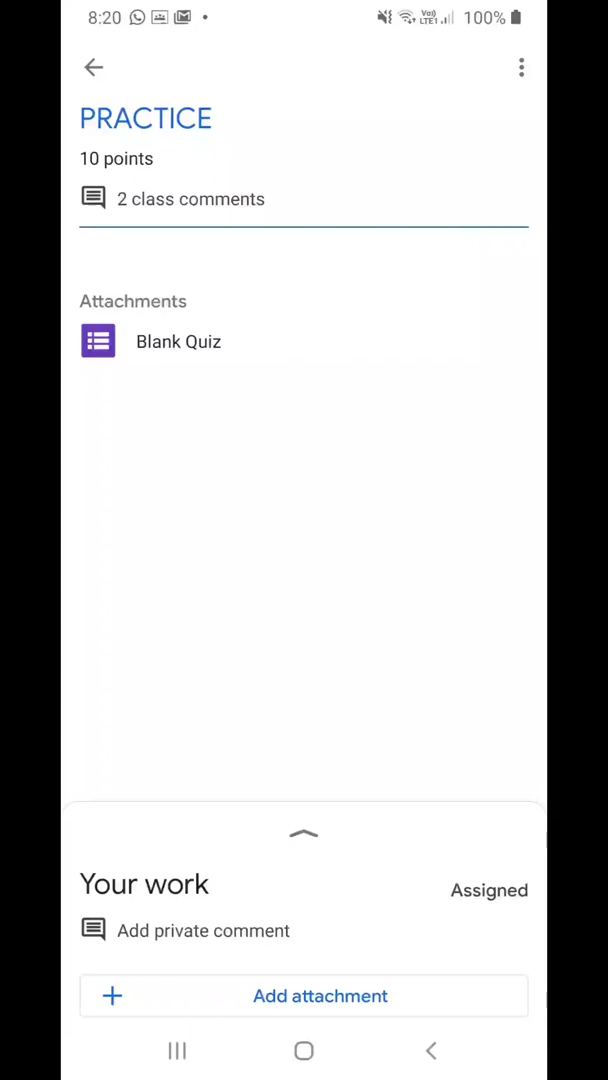 8:20 100%
PRACTICE
10 points
2 class comments
Attachments
Blank Quiz
Your work
Assigned
Add private comment
Add attachment